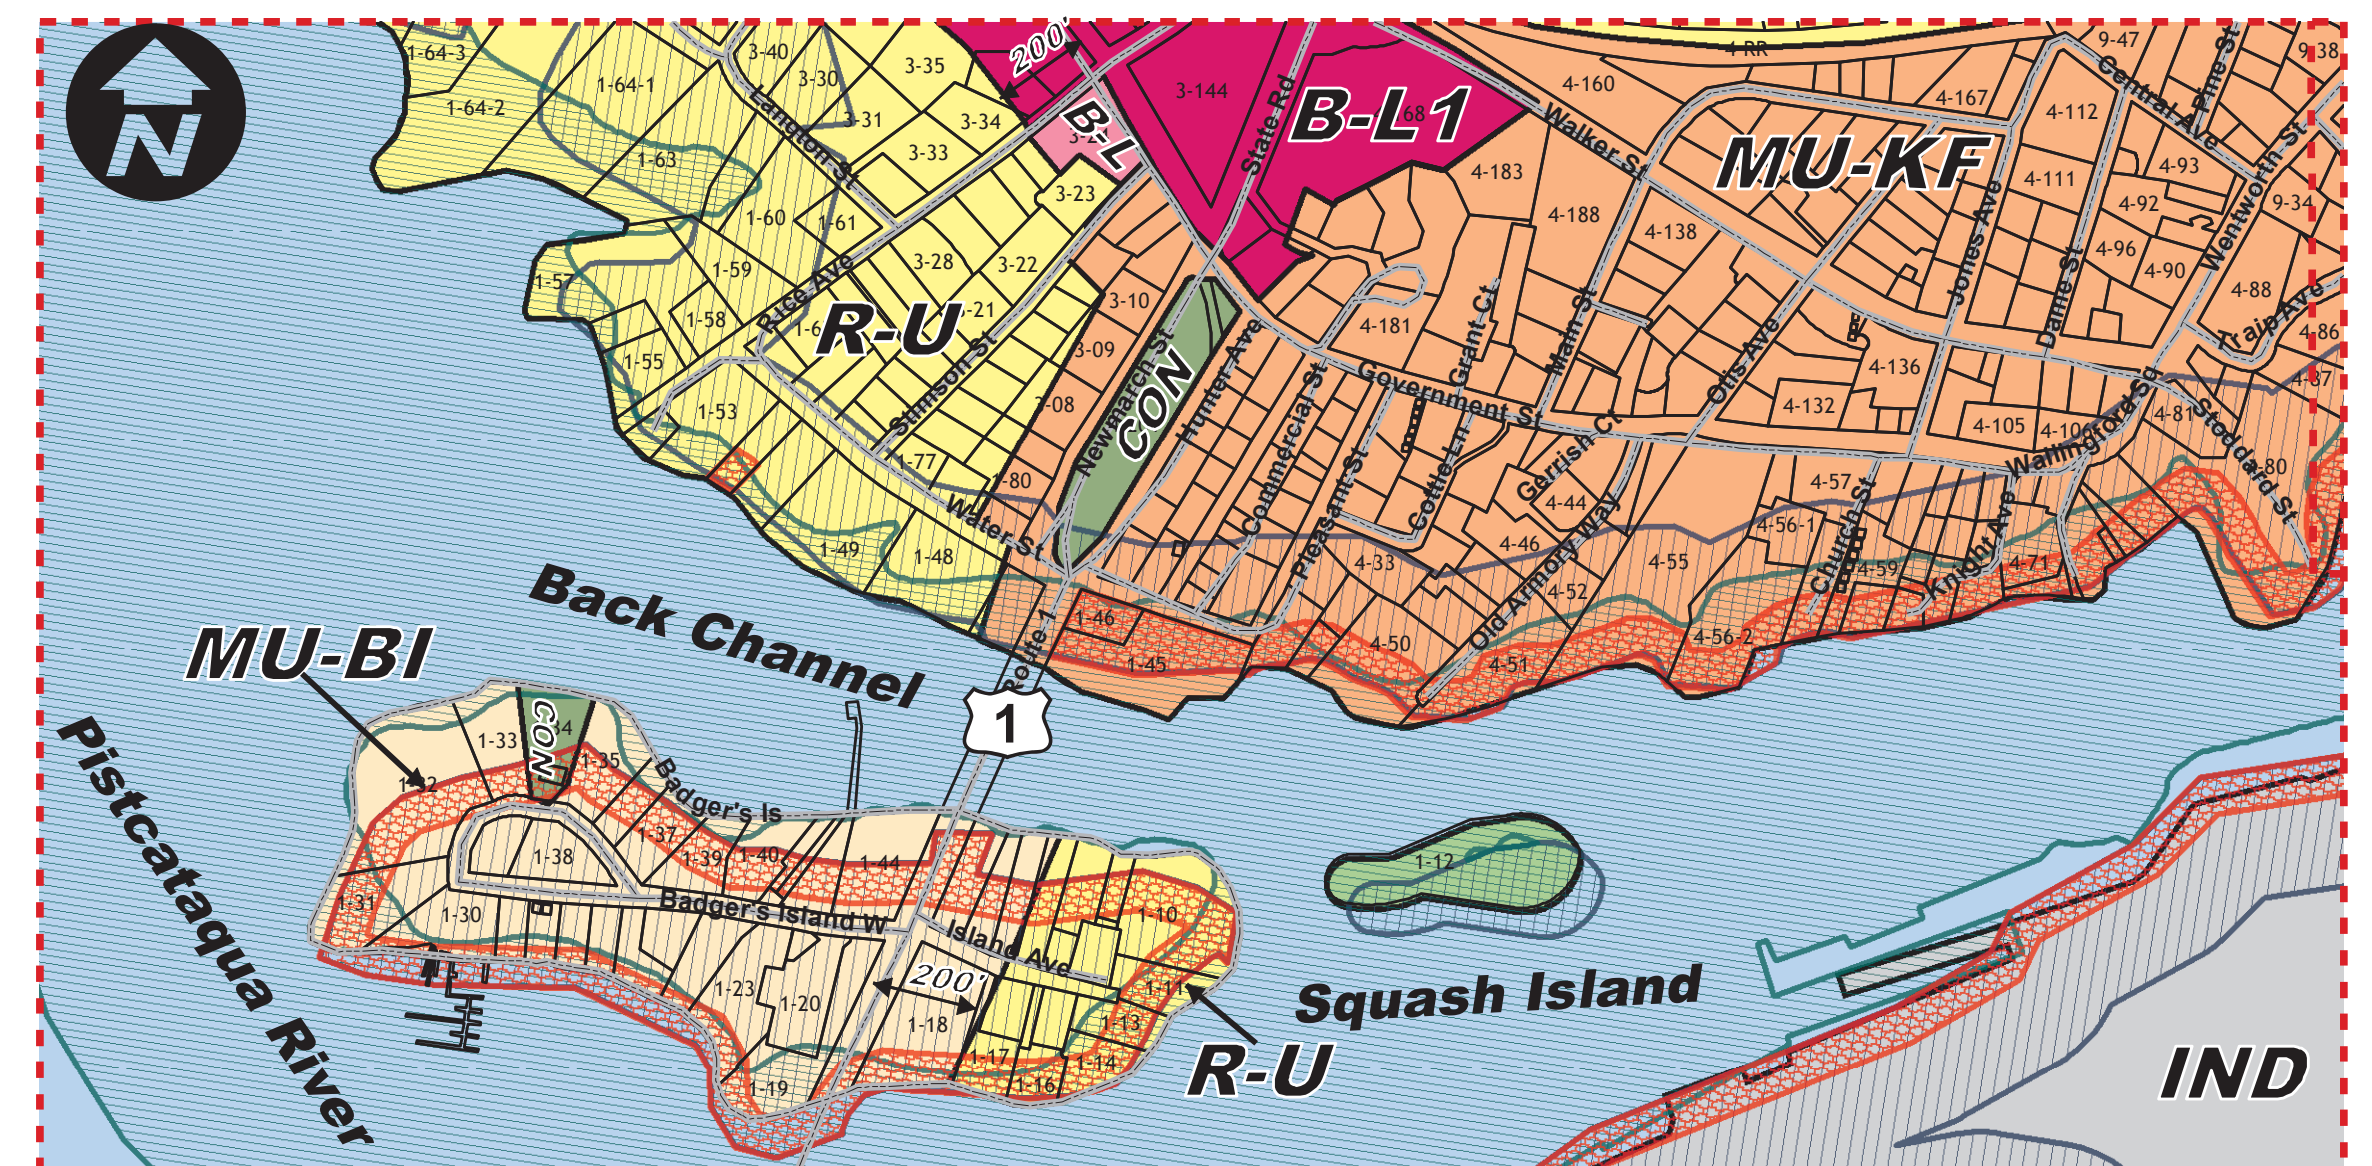 N
1-64-3
1-64-2
1-64-1
3-40
3-30
3-31
3-35
3-34
3-33
Langton St
1-63
1-60
1-61
1-57
1-59
1-58
1-55
1-53
Rice Ave
3-28
3-22
3-23
R-U
Stimson St
1-77
1-80
1-49
1-48
Water St
200'
B-L
3-144
State Rd
B-L1
4-RR
4-160
4-167
Walker St
MU-KF
4-183
4-188
4-138
4-112
4-111
9-47
Pine St
9-38
Central Ave
4-93
4-92
4-96
4-90
Wentworth St
9-34
4-88
Traip Ave
4-86
4-87
Jones Ave
Dame St
3-10
3-09
3-08
Newmarch St
CON
Hunter Ave
4-181
Grant Ct
Main St
Otis Ave
4-136
4-132
Government St
Commercial St
Pleasant St
Cottle Ln
Gerrish Ct
4-44
4-46
4-33
Old Armory Way
4-52
4-55
4-57
4-56-1
4-56-2
Church St
4-59
4-105
Wallingford Sq
4-81
Stoddard St
Knight Ave
4-71
1-46
1-45
4-50
4-51
Route 1
1
Back Channel
MU-BI
Pistcataqua River
1-33
CON
1-32
1-35
Badger's Is
1-37
1-39
1-40
1-44
1-38
1-31
1-30
Badger's Island W
Island Ave
200'
1-23
1-20
1-18
1-19
1-17
1-16
1-14
1-13
1-11
1-10
R-U
1-12
Squash Island
IND